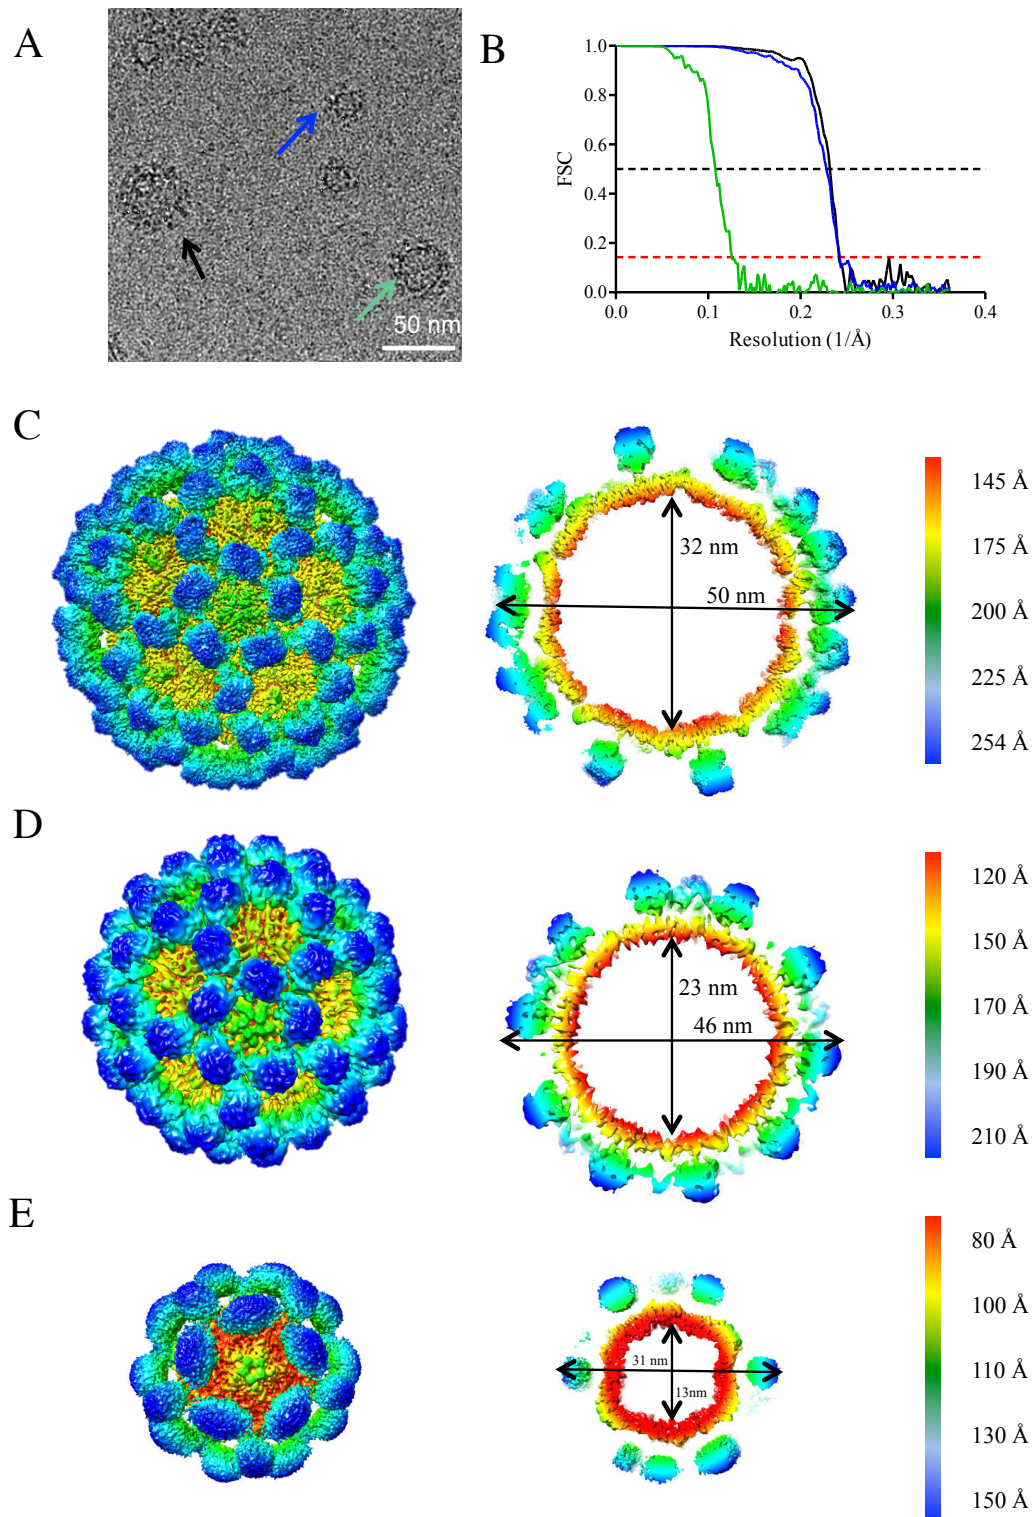 A
50 nm
B
FSC
1.0
0.8
0.6
0.4
0.2
0.0
0.0 0.1 0.2 0.3 0.4
Resolution (1/Å)
C
32 nm
50 nm
145 Å
175 Å
200 Å
225 Å
254 Å
D
23 nm
46 nm
120 Å
150 Å
170 Å
190 Å
210 Å
E
31 nm
13nm
80 Å
100 Å
110 Å
130 Å
150 Å